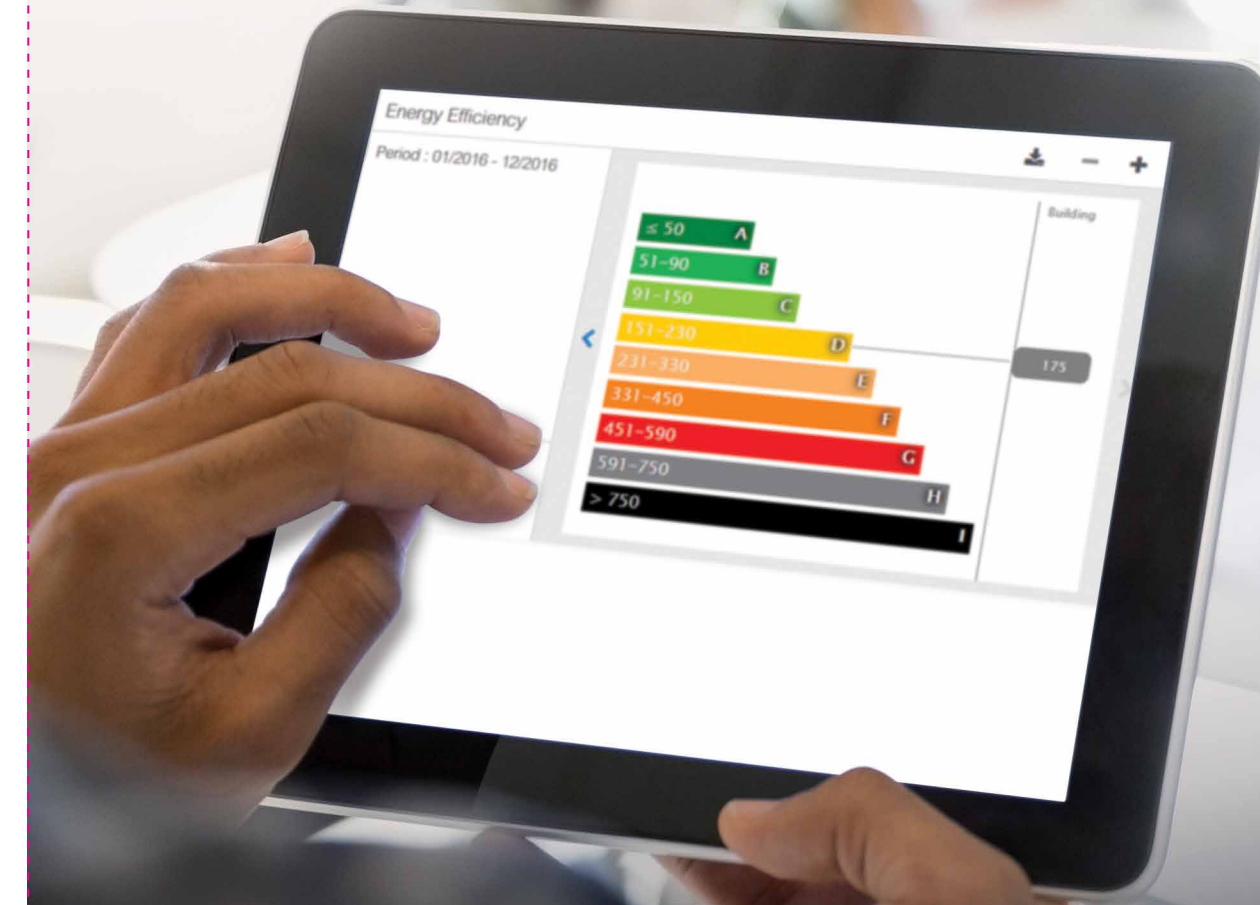 Energy Efficiency
Period : 01/2016 - 12/2016
Building
≤ 50 A
51-90 B
91-150 C
151-230 D
175
231-330 E
331-450 F
451-590 G
591-750 H
> 750 I